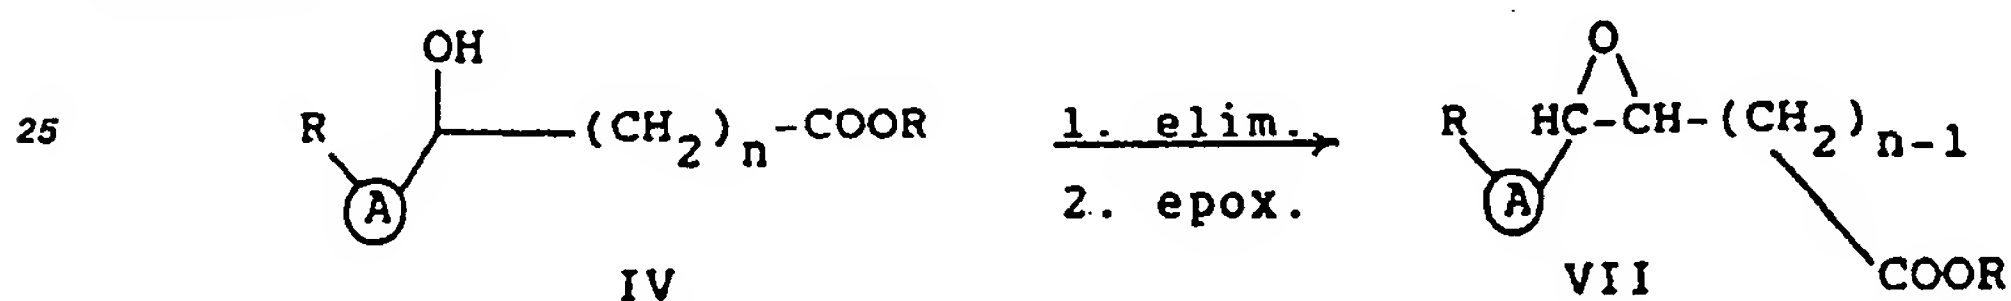 OH O
25 R (CH2)n-COOR 1. elim. R HC-CH-(CH2)n-1
A 2. epox. A
IV VII COOR